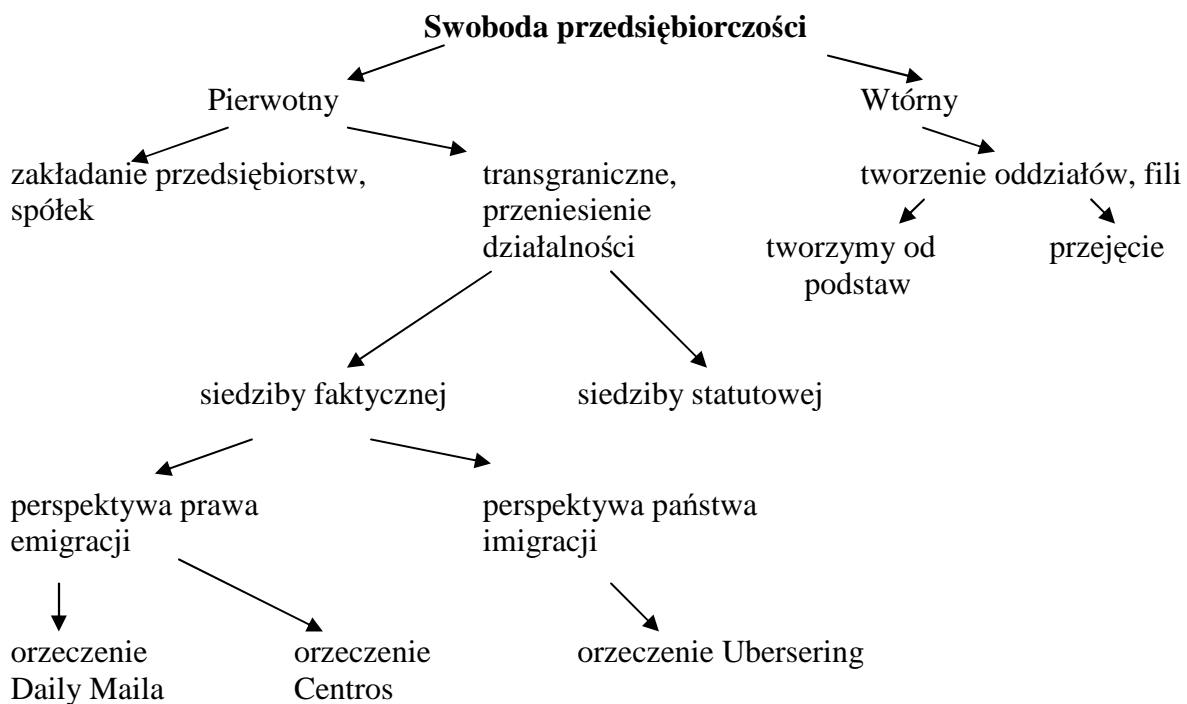 Swoboda przedsiębiorczości
Pierwotny
Wtórny
zakładanie przedsiębiorstw,
spółek
transgraniczne,
przeniesienie
działalności
tworzenie oddziałów, fili
tworzymy od
podstaw
przejęcie
siedziby faktycznej
siedziby statutowej
perspektywa prawa
emigracji
perspektywa państwa
imigracji
orzeczenie
Daily Maila
orzeczenie
Centros
orzeczenie Ubersering